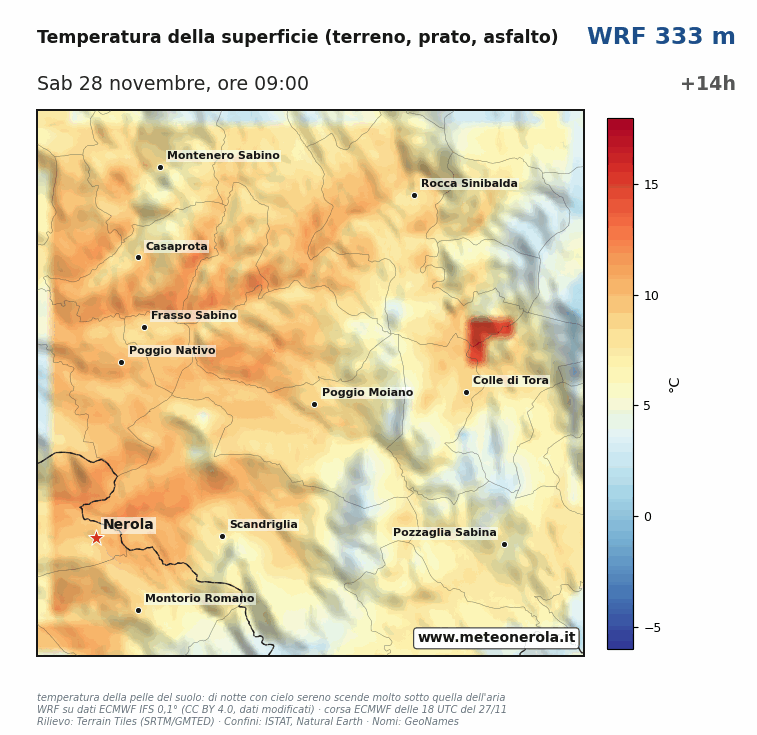 Temperatura della superficie (terreno, prato, asfalto)
WRF 333 m
Sab 28 novembre, ore 09:00
+14h
Montenero Sabino
Rocca Sinibalda
15
Casaprota
10
Frasso Sabino
Poggio Nativo
Colle di Tora
°C
Poggio Moiano
5
0
Nerola
Scandriglia
Pozzaglia Sabina
Montorio Romano
−5
www.meteonerola.it
temperatura della pelle del suolo: di notte con cielo sereno scende molto sotto quella dell'aria
WRF su dati ECMWF IFS 0,1° (CC BY 4.0, dati modificati) · corsa ECMWF delle 18 UTC del 27/11
Rilievo: Terrain Tiles (SRTM/GMTED) · Confini: ISTAT, Natural Earth · Nomi: GeoNames